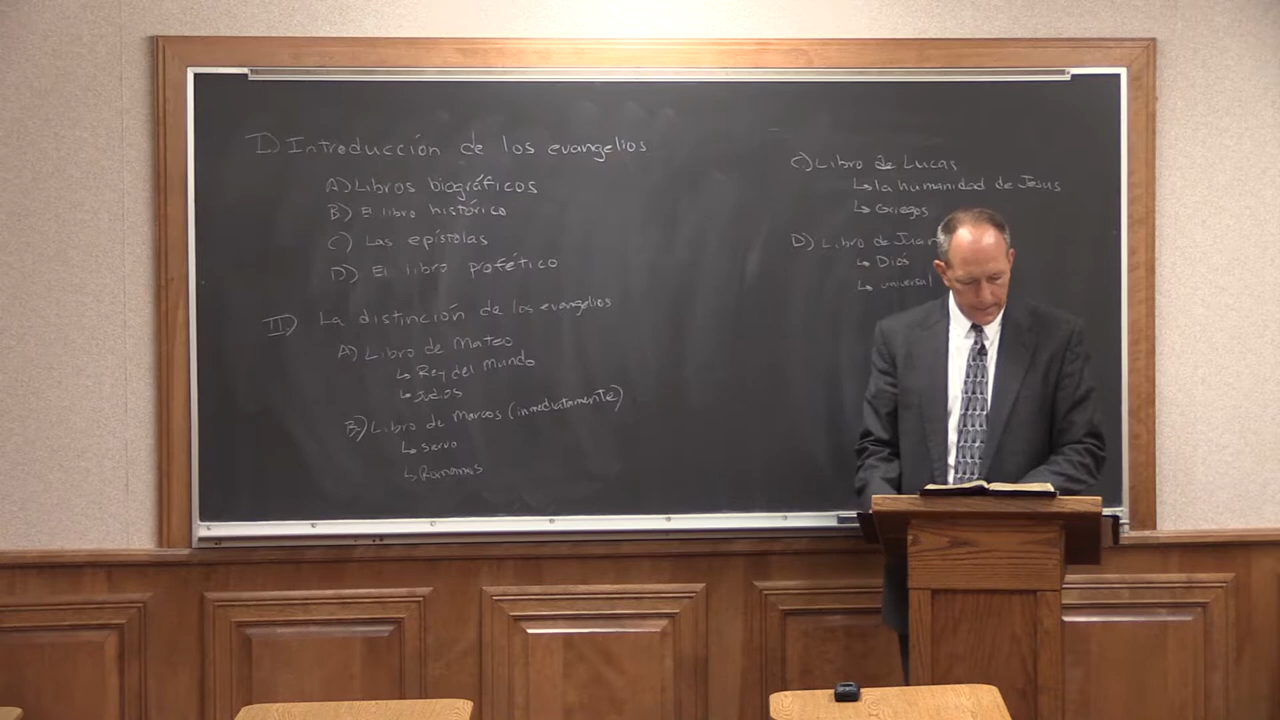 I) Introducción de los evangelios
A) Libros biográficos
B) El libro histórico
C) Las epístolas
D) El libro profético
II.) La distinción de los evangelios
A) Libro de Mateo
↳ Rey del mundo
↳ Judíos
B.) Libro de Marcos (inmediatamente)
↳ siervo
↳ Romanos
C.) Libro de Lucas
↳ la humanidad de Jesus
↳ Griegos
D) Libro de Juan
↳ Dios
↳ universal